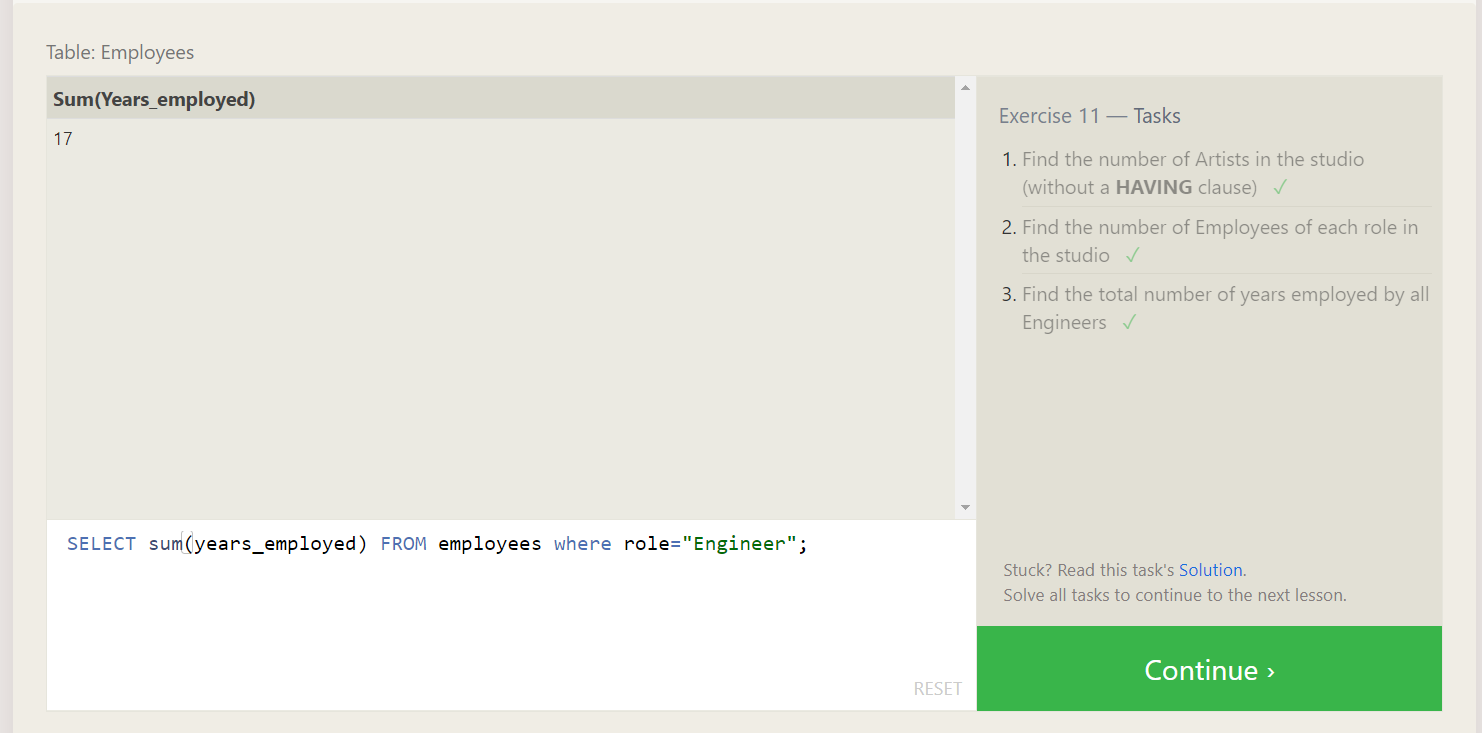 Table: Employees
Sum(Years_employed)
17
SELECT sum(years_employed) FROM employees where role="Engineer";
RESET
Exercise 11 — Tasks
1. Find the number of Artists in the studio
(without a HAVING clause) ✓
2. Find the number of Employees of each role in
the studio ✓
3. Find the total number of years employed by all
Engineers ✓
Stuck? Read this task's Solution.
Solve all tasks to continue to the next lesson.
Continue ›